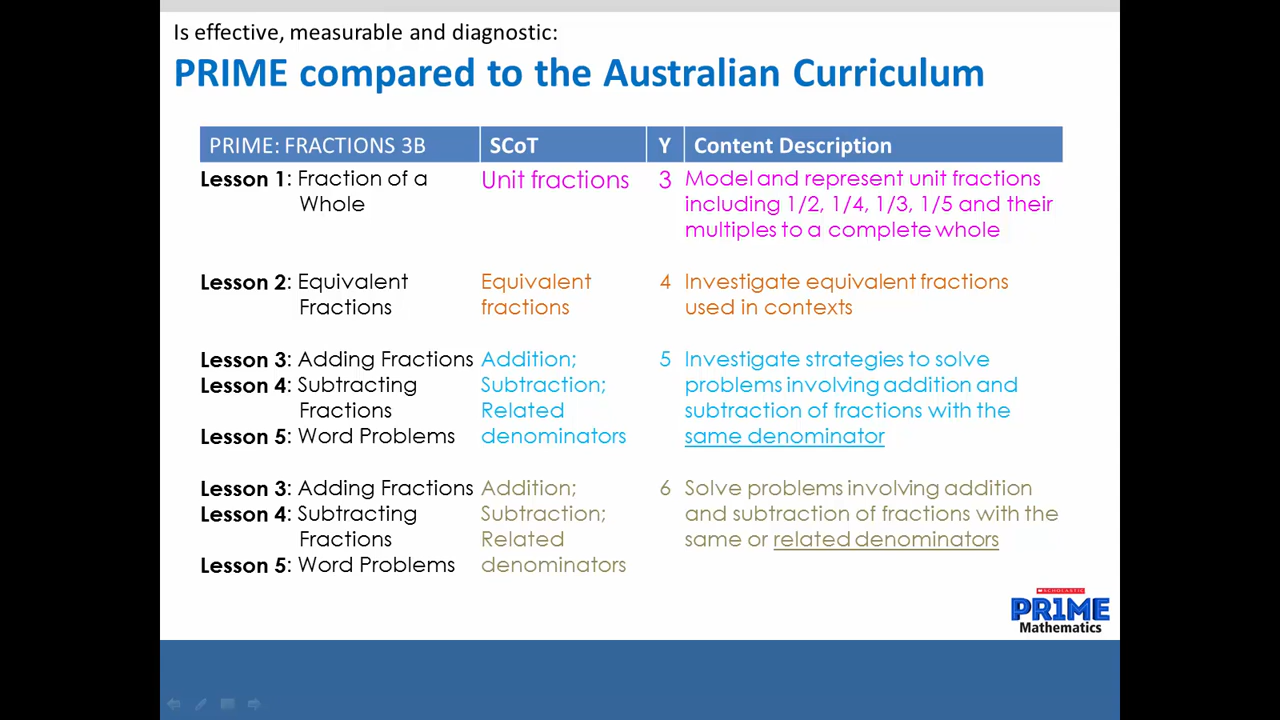 Is effective, measurable and diagnostic:
PRIME compared to the Australian Curriculum
PRIME: FRACTIONS 3B SCoT Y Content Description
Lesson 1: Fraction of a Unit fractions 3 Model and represent unit fractions
Whole including 1/2, 1/4, 1/3, 1/5 and their
multiples to a complete whole
Lesson 2: Equivalent Equivalent 4 Investigate equivalent fractions
Fractions fractions used in contexts
Lesson 3: Adding Fractions Addition; 5 Investigate strategies to solve
Lesson 4: Subtracting Subtraction; problems involving addition and
Fractions Related subtraction of fractions with the
Lesson 5: Word Problems denominators same denominator
Lesson 3: Adding Fractions Addition; 6 Solve problems involving addition
Lesson 4: Subtracting Subtraction; and subtraction of fractions with the
Fractions Related same or related denominators
Lesson 5: Word Problems denominators
SCHOLASTIC
PR1ME
Mathematics